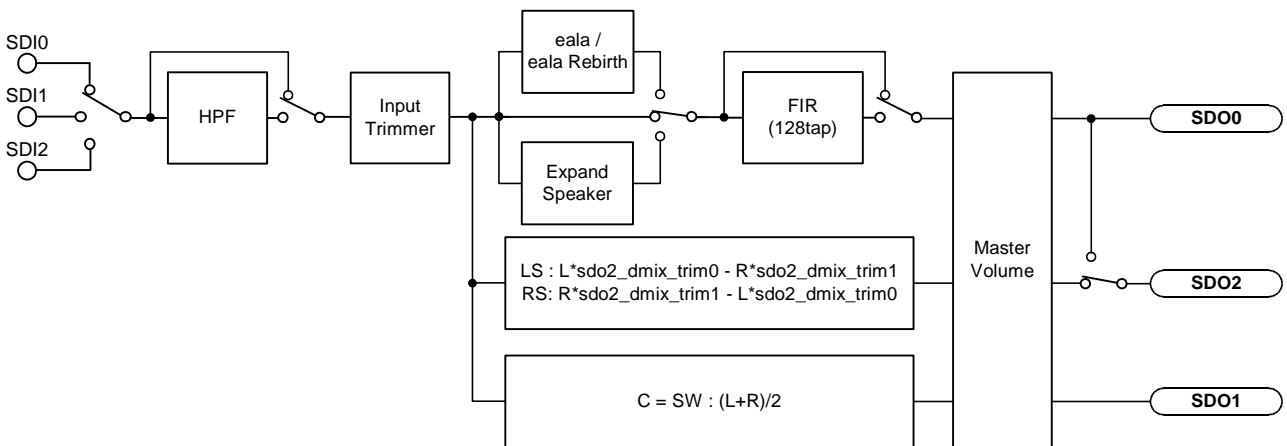 SDI0
SDI1
SDI2
HPF
Input
Trimmer
eala /
eala Rebirth
Expand
Speaker
FIR
(128tap)
LS : L*sdo2_dmix_trim0 - R*sdo2_dmix_trim1
RS: R*sdo2_dmix_trim1 - L*sdo2_dmix_trim0
C = SW : (L+R)/2
Master
Volume
SDO0
SDO2
SDO1